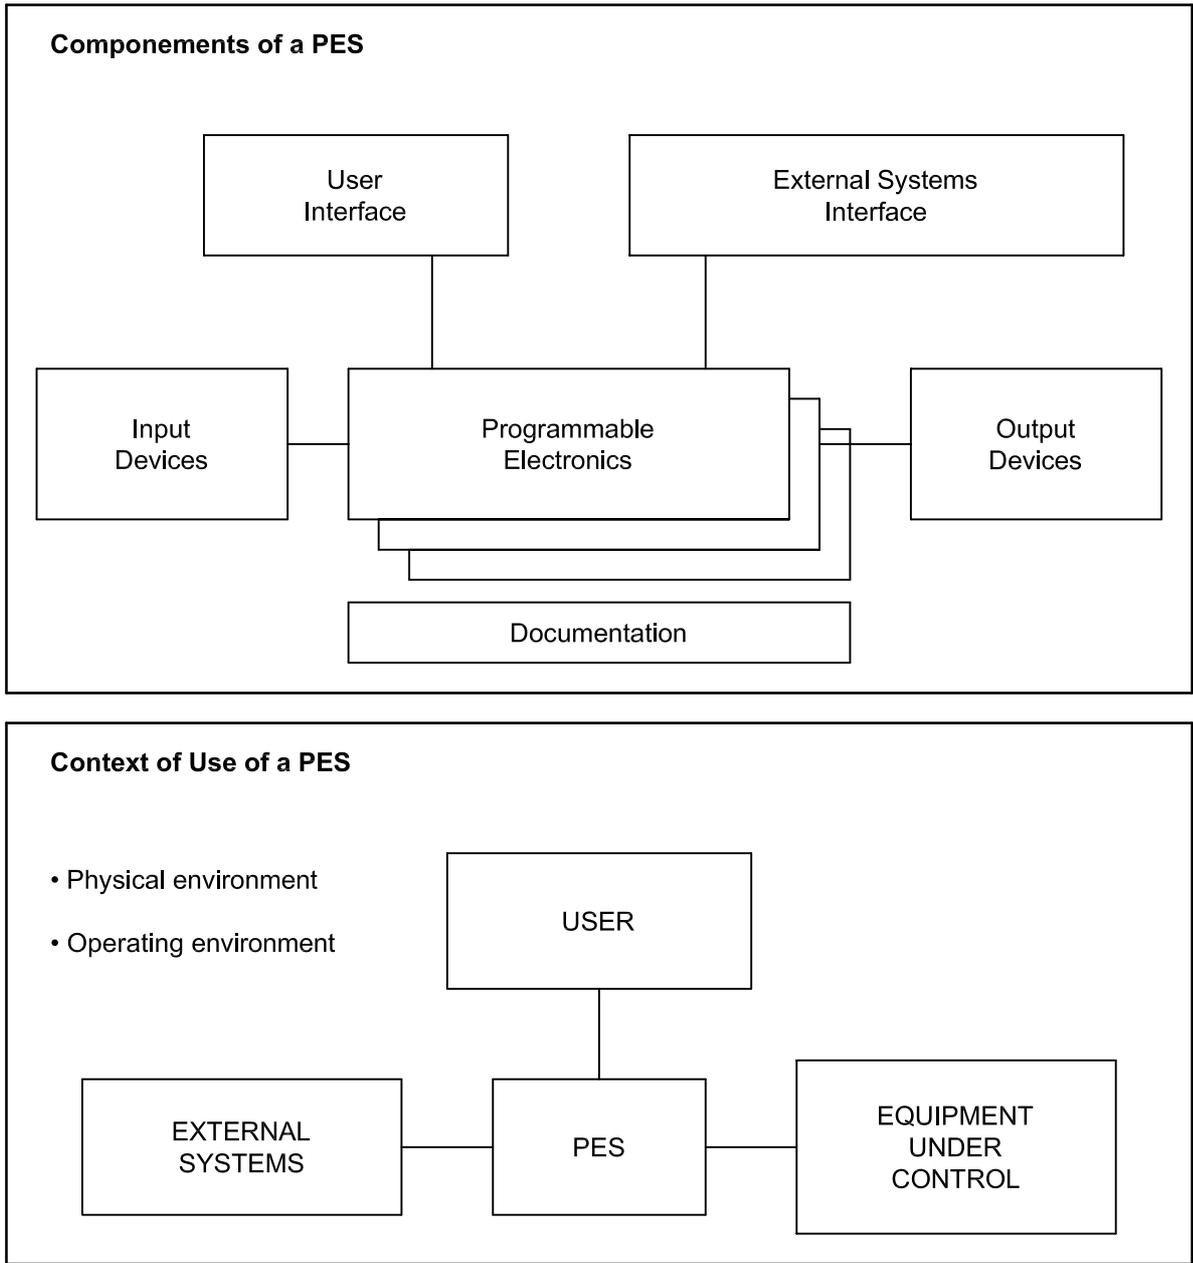 Componements of a PES
User
Interface
External Systems
Interface
Input
Devices
Programmable
Electronics
Output
Devices
Documentation
Context of Use of a PES
• Physical environment
• Operating environment
USER
EXTERNAL
SYSTEMS
PES
EQUIPMENT
UNDER
CONTROL